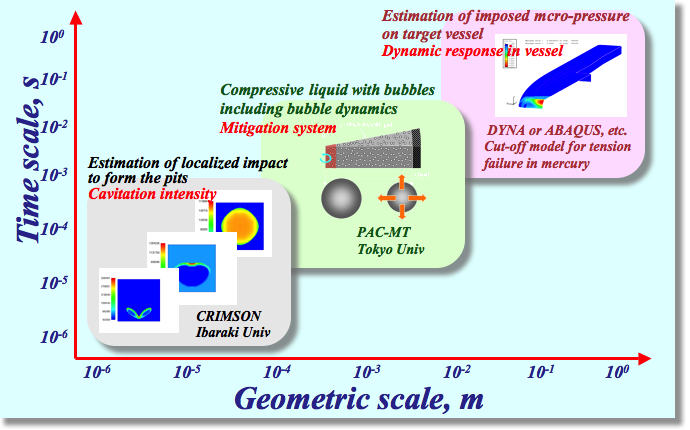 Estimation of imposed mcro-pressure
on target vessel
Dynamic response in vessel
DYNA or ABAQUS, etc.
Cut-off model for tension
failure in mercury
Compressive liquid with bubbles
including bubble dynamics
Mitigation system
PAC-MT
Tokyo Univ
Estimation of localized impact
to form the pits
Cavitation intensity
CRIMSON
Ibaraki Univ
Time scale, s
10⁰
10⁻¹
10⁻²
10⁻³
10⁻⁴
10⁻⁵
10⁻⁶
10⁻⁶ 10⁻⁵ 10⁻⁴ 10⁻³ 10⁻² 10⁻¹ 10⁰
Geometric scale, m